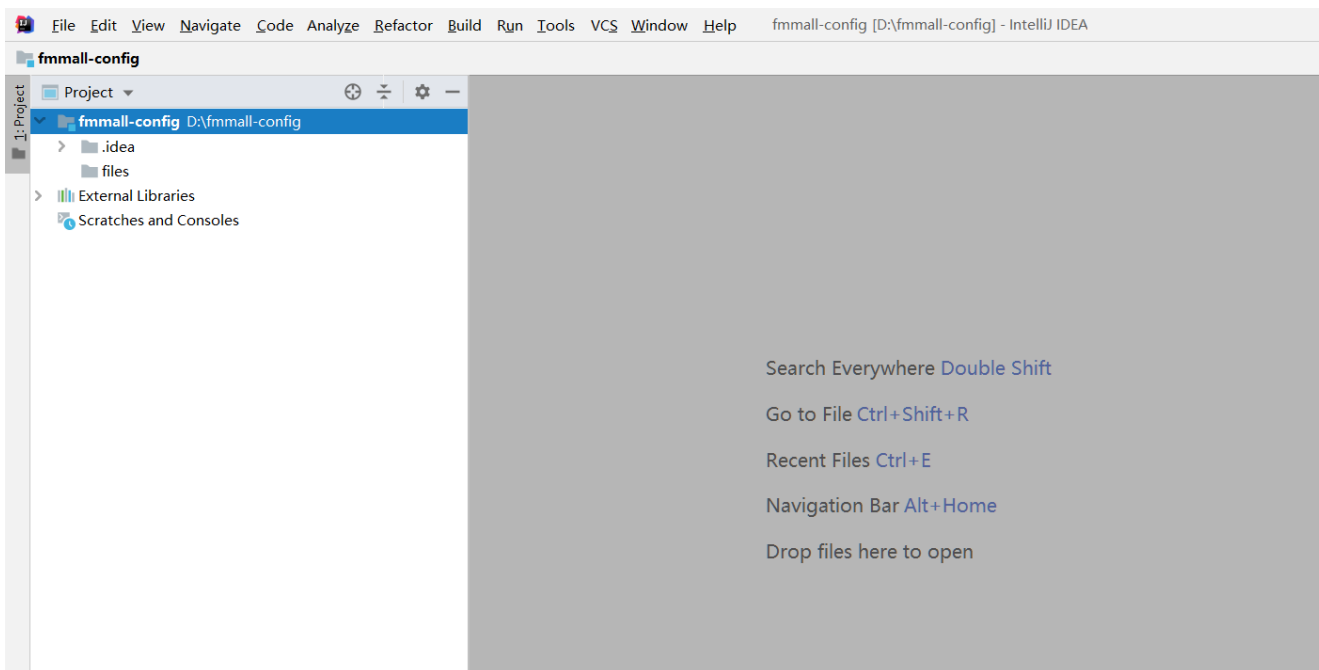 File Edit View Navigate Code Analyze Refactor Build Run Tools VCS Window Help fmmall-config [D:\fmmall-config] - IntelliJ IDEA
fmmall-config
1: Project
Project
fmmall-config D:\fmmall-config
.idea
files
External Libraries
Scratches and Consoles
Search Everywhere Double Shift
Go to File Ctrl+Shift+R
Recent Files Ctrl+E
Navigation Bar Alt+Home
Drop files here to open